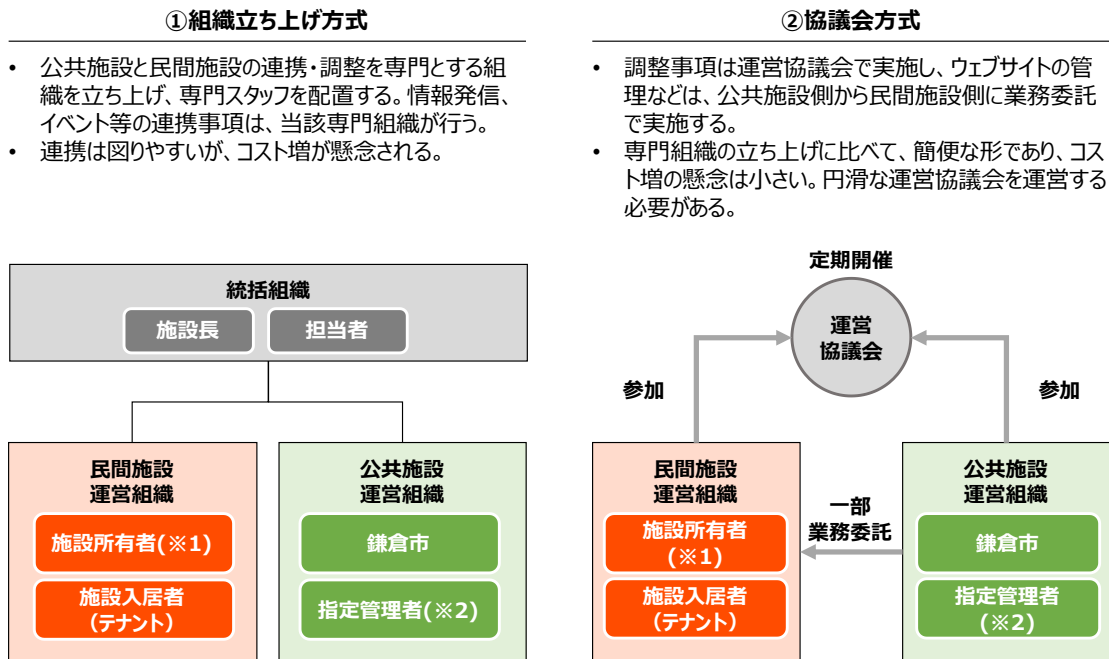 ①組織立ち上げ方式
• 公共施設と民間施設の連携・調整を専門とする組
織を立ち上げ、専門スタッフを配置する。情報発信、
イベント等の連携事項は、当該専門組織が行う。
• 連携は図りやすいが、コスト増が懸念される。
統括組織
施設長
担当者
民間施設
運営組織
施設所有者(※1)
施設入居者
（テナント）
公共施設
運営組織
鎌倉市
指定管理者(※2)
②協議会方式
• 調整事項は運営協議会で実施し、ウェブサイトの管
理などは、公共施設側から民間施設側に業務委託
で実施する。
• 専門組織の立ち上げに比べて、簡便な形であり、コス
ト増の懸念は小さい。円滑な運営協議会を運営する
必要がある。
定期開催
運営
協議会
参加
参加
民間施設
運営組織
施設所有者
(※1)
施設入居者
（テナント）
一部
業務委託
公共施設
運営組織
鎌倉市
指定管理者
(※2)